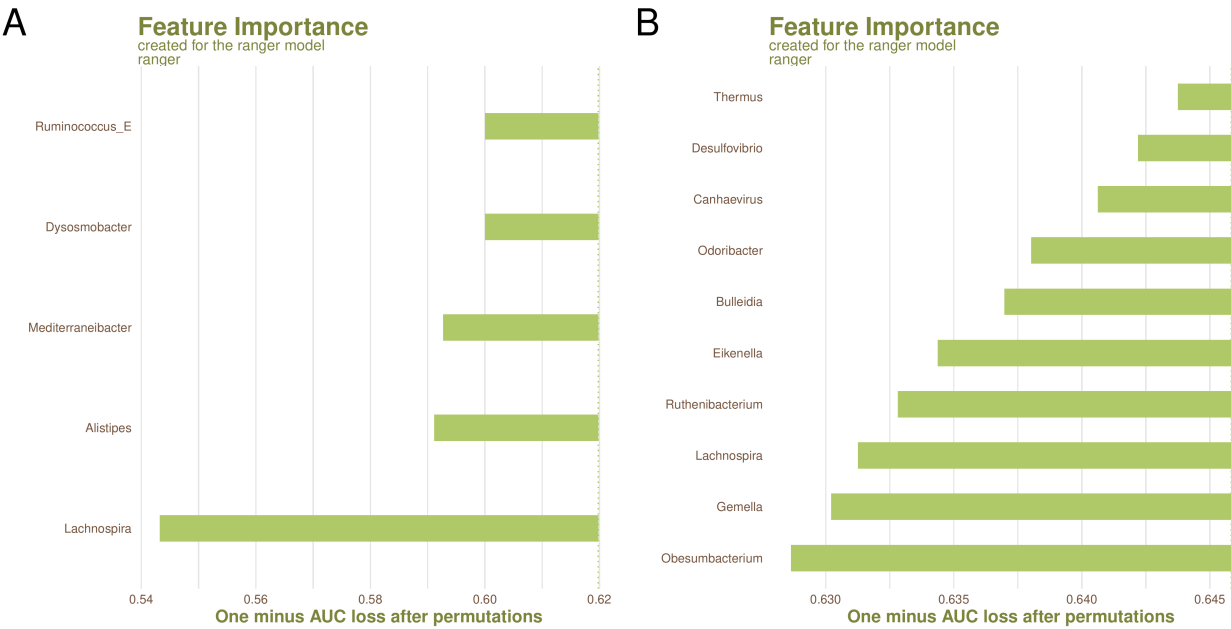 A
Feature Importance
created for the ranger model
ranger
Ruminococcus_E
Dysosmobacter
Mediterraneibacter
Alistipes
Lachnospira
0.54 0.56 0.58 0.60 0.62
One minus AUC loss after permutations
B
Feature Importance
created for the ranger model
ranger
Thermus
Desulfovibrio
Canhaevirus
Odoribacter
Bulleidia
Eikenella
Ruthenibacterium
Lachnospira
Gemella
Obesumbacterium
0.630 0.635 0.640 0.645
One minus AUC loss after permutations